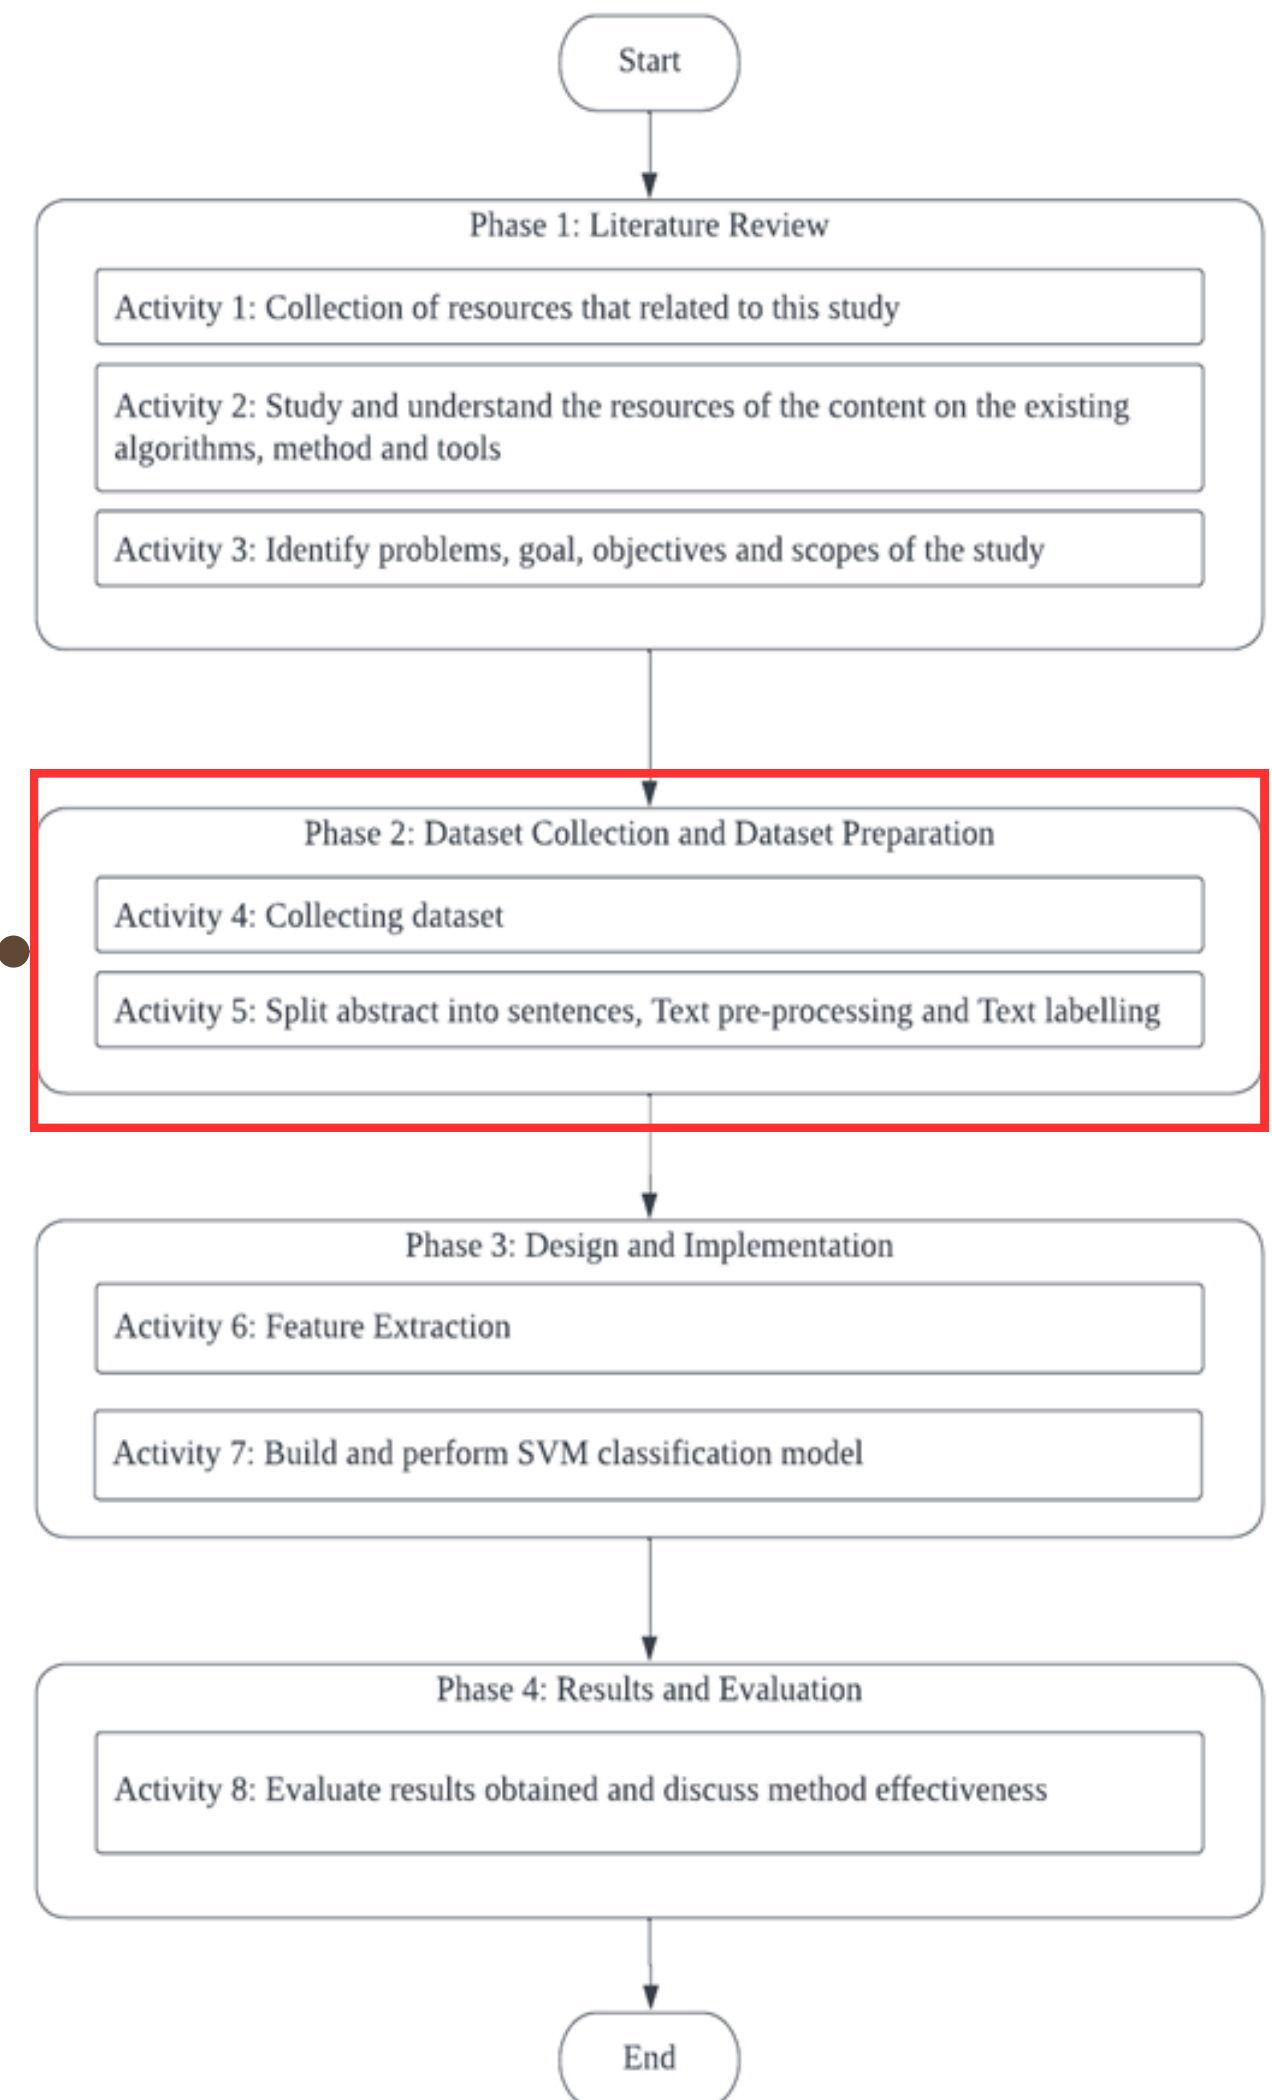 Start
Phase 1: Literature Review
Activity 1: Collection of resources that related to this study
Activity 2: Study and understand the resources of the content on the existing
algorithms, method and tools
Activity 3: Identify problems, goal, objectives and scopes of the study
Phase 2: Dataset Collection and Dataset Preparation
Activity 4: Collecting dataset
Activity 5: Split abstract into sentences, Text pre-processing and Text labelling
Phase 3: Design and Implementation
Activity 6: Feature Extraction
Activity 7: Build and perform SVM classification model
Phase 4: Results and Evaluation
Activity 8: Evaluate results obtained and discuss method effectiveness
End